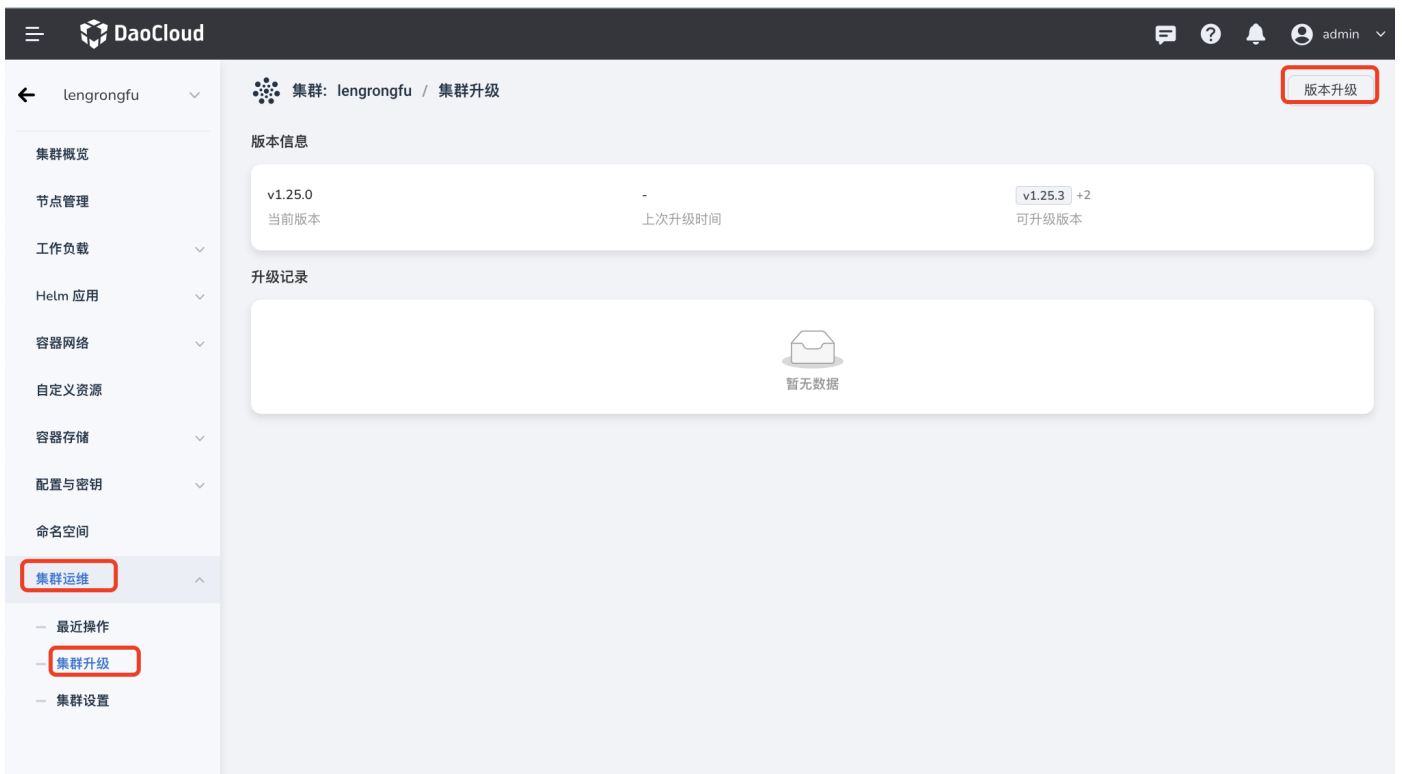 DaoCloud
admin
lengrongfu
集群: lengrongfu / 集群升级
版本升级
集群概览
节点管理
工作负载
Helm 应用
容器网络
自定义资源
容器存储
配置与密钥
命名空间
集群运维
最近操作
集群升级
集群设置
版本信息
v1.25.0
当前版本
-
上次升级时间
v1.25.3 +2
可升级版本
升级记录
暂无数据